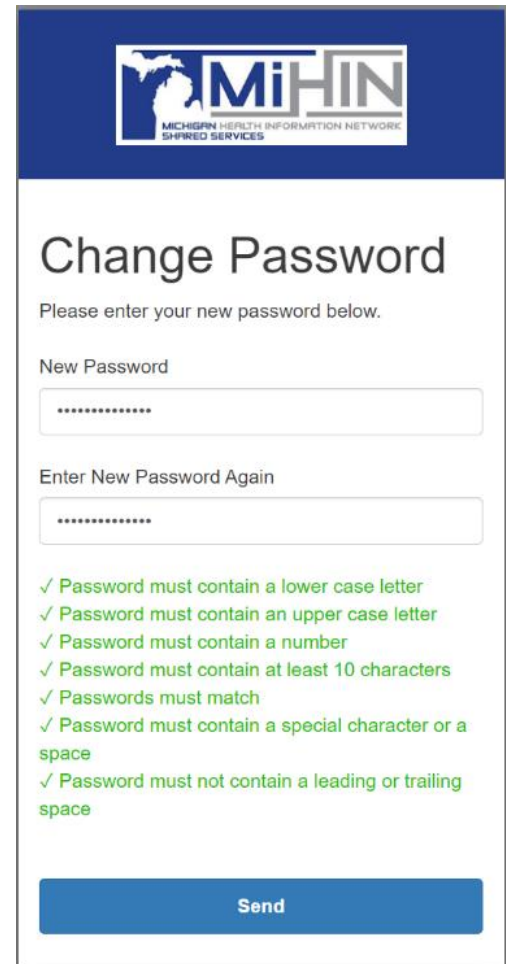 MiHIN
MICHIGAN HEALTH INFORMATION NETWORK
SHARED SERVICES
Change Password
Please enter your new password below.
New Password
••••••••••••••
Enter New Password Again
••••••••••••••
✓ Password must contain a lower case letter
✓ Password must contain an upper case letter
✓ Password must contain a number
✓ Password must contain at least 10 characters
✓ Passwords must match
✓ Password must contain a special character or a
space
✓ Password must not contain a leading or trailing
space
Send